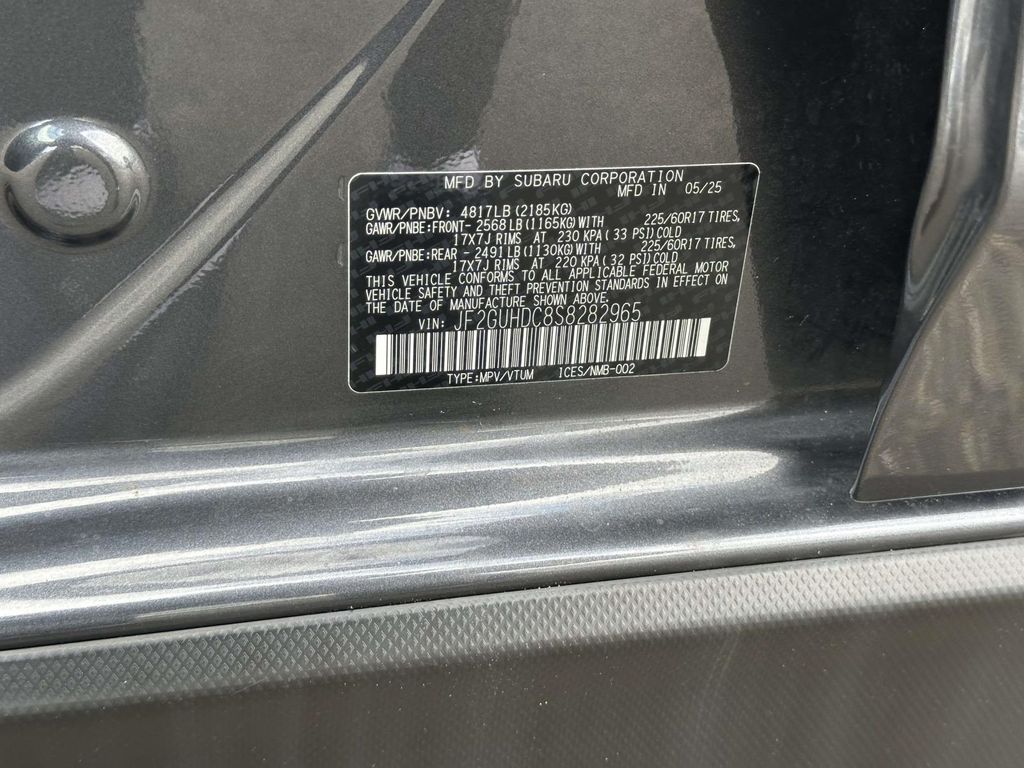 MFD BY SUBARU CORPORATION
MFD IN 05/25
GVWR/PNBV: 4817LB(2185KG)
GAWR/PNBE:FRONT- 2568LB(1165KG)WITH 225/60R17 TIRES,
17X7J RIMS AT 230 KPA(33 PSI)COLD
GAWR/PNBE:REAR - 2491LB(1130KG)WITH 225/60R17 TIRES,
17X7J RIMS AT 220 KPA(32 PSI)COLD
THIS VEHICLE CONFORMS TO ALL APPLICABLE FEDERAL MOTOR
VEHICLE SAFETY AND THEFT PREVENTION STANDARDS IN EFFECT ON
THE DATE OF MANUFACTURE SHOWN ABOVE.
VIN: JF2GUHDC8S8282965
TYPE:MPV/VTUM ICES/NMB-002